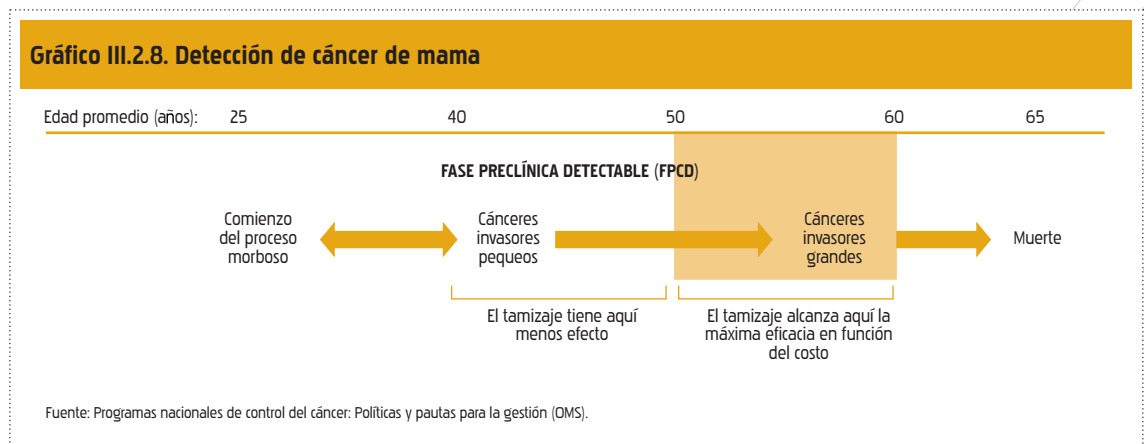 Gráfico III.2.8. Detección de cáncer de mama
Edad promedio (años): 25 40 50 60 65
FASE PRECLÍNICA DETECTABLE (FPCD)
Comienzo
del proceso
morboso
Cánceres
invasores
pequeos
Cánceres
invasores
grandes
Muerte
El tamizaje tiene aquí
menos efecto
El tamizaje alcanza aquí la
máxima eficacia en función
del costo
Fuente: Programas nacionales de control del cáncer: Políticas y pautas para la gestión (OMS).